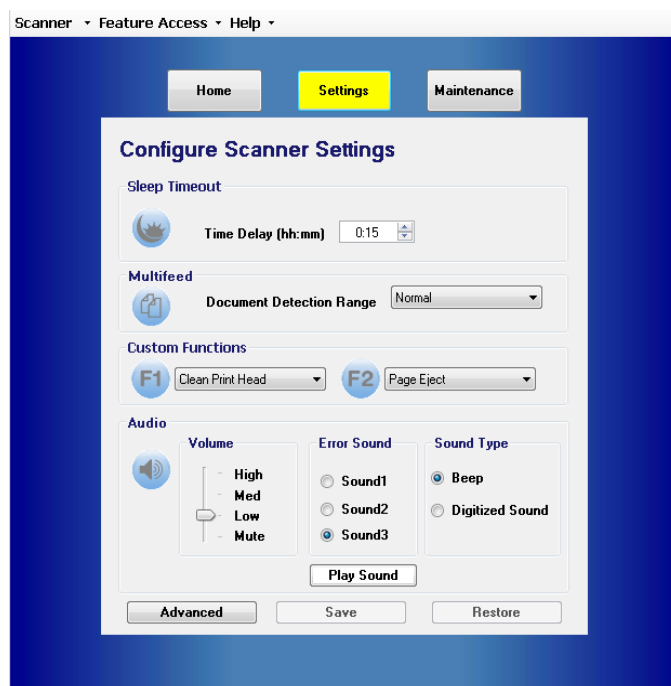 Scanner Feature Access Help
Home Settings Maintenance
Configure Scanner Settings
Sleep Timeout
Time Delay (hh:mm) 0:15
Multifeed
Document Detection Range Normal
Custom Functions
F1 Clean Print Head F2 Page Eject
Audio
Volume
High
Med
Low
Mute
Error Sound
Sound1
Sound2
Sound3
Sound Type
Beep
Digitized Sound
Play Sound
Advanced Save Restore